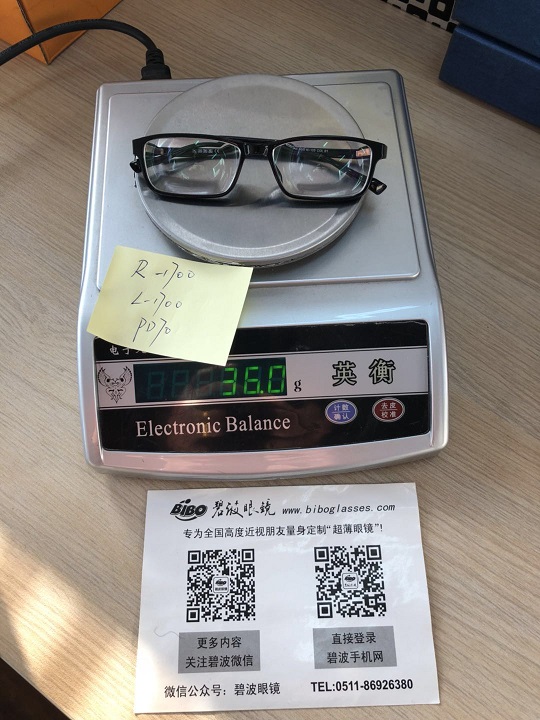 R -1700
L -1700
PD70
电子
36.0 g
英衡
计数
确认
去皮
校准
Electronic Balance
BIBO 碧波眼镜 www.biboglasses.com
专为全国高度近视朋友量身定制“超薄眼镜”!
更多内容
关注碧波微信
直接登录
碧波手机网
微信公众号：碧波眼镜 TEL:0511-86926380